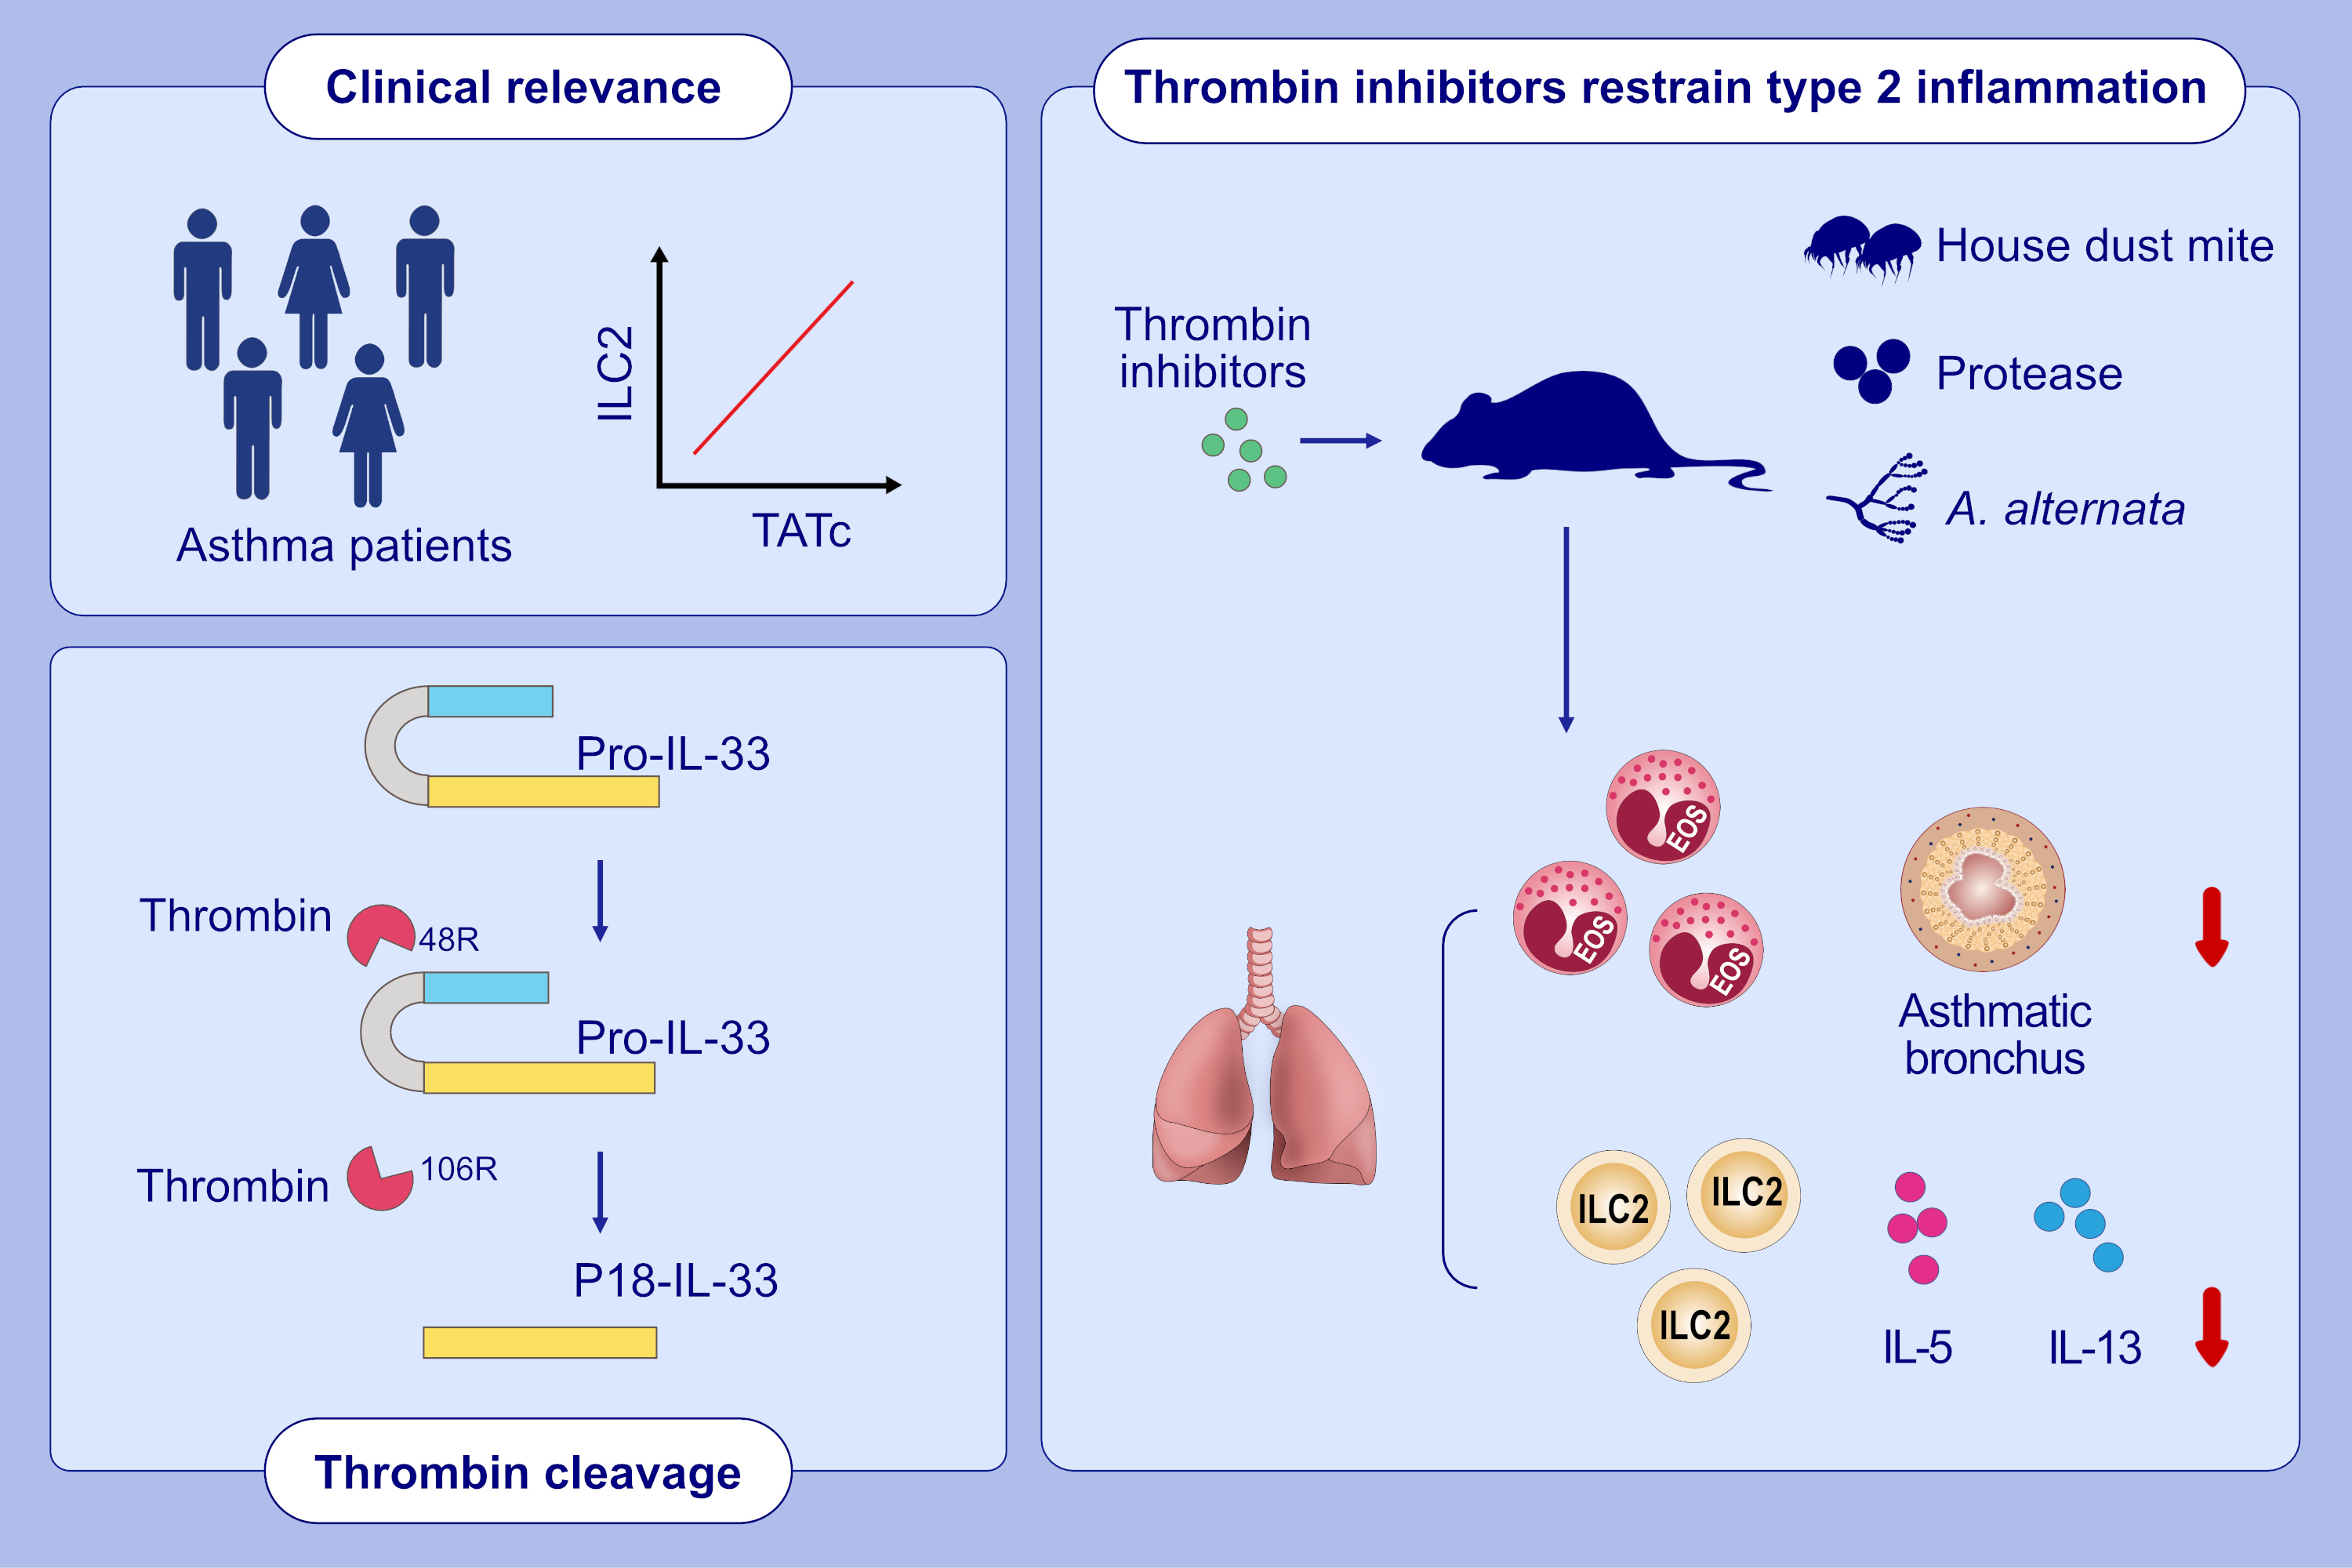 Clinical relevance
ILC2
TATc
Asthma patients
Pro-IL-33
Thrombin
48R
Pro-IL-33
Thrombin
106R
P18-IL-33
Thrombin cleavage
Thrombin inhibitors restrain type 2 inflammation
House dust mite
Thrombin
inhibitors
Protease
A. alternata
EOS
EOS
EOS
Asthmatic
bronchus
ILC2
ILC2
ILC2
IL-5
IL-13